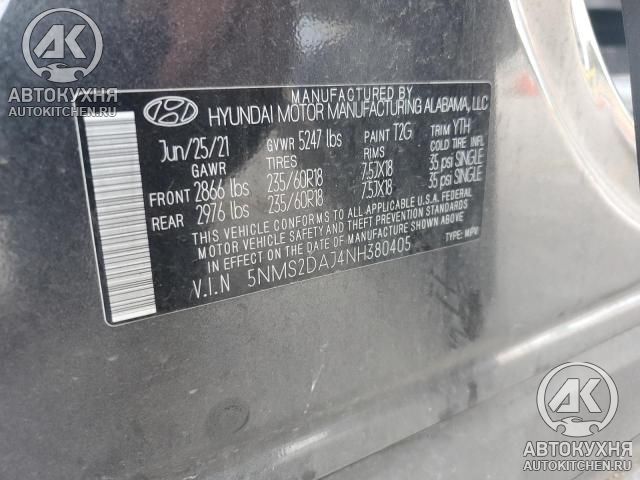 AK
АВТОКУХНЯ
AUTOKITCHEN.RU
MANUFACTURED BY
HYUNDAI MOTOR MANUFACTURING ALABAMA, LLC
Jun/25/21 GVWR 5247 lbs PAINT T2G TRIM YTH
GAWR TIRES RIMS COLD TIRE INFL
FRONT 2866 lbs 235/60R18 7.5JX18 35 psi SINGLE
REAR 2976 lbs 235/60R18 7.5JX18 35 psi SINGLE
THIS VEHICLE CONFORMS TO ALL APPLICABLE U.S.A. FEDERAL
MOTOR VEHICLE SAFETY AND THEFT PREVENTION STANDARDS
IN EFFECT ON THE DATE OF MANUFACTURE SHOWN ABOVE
V.I.N 5NMS2DAJ4NH380405 TYPE: MPV
AK
АВТОКУХНЯ
AUTOKITCHEN.RU